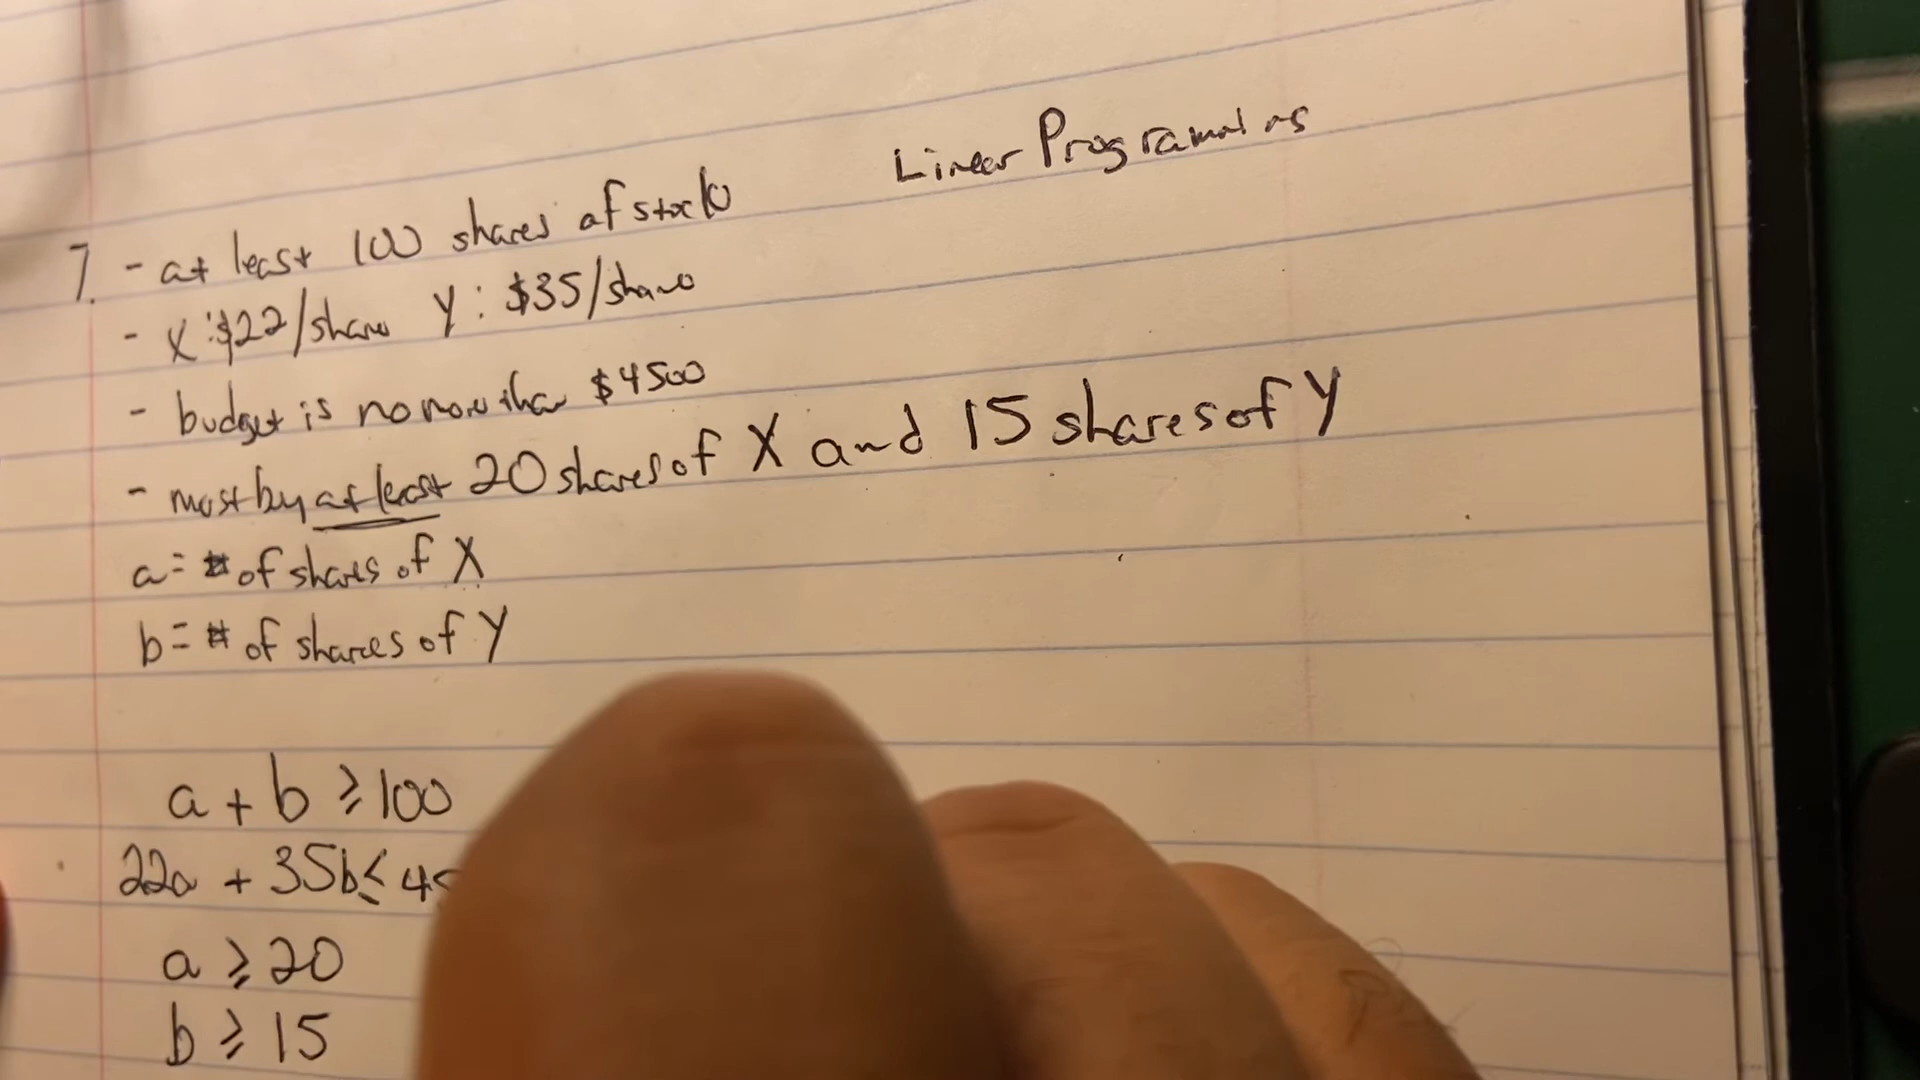 Linear Programming
7. - at least 100 shares of stock
- X: $22/share Y: $35/share
- budget is no more than $4500
- must by at least 20 shares of X and 15 shares of Y
a = # of shares of X
b = # of shares of Y
a + b ≥ 100
22a + 35b ≤ 45
a ≥ 20
b ≥ 15